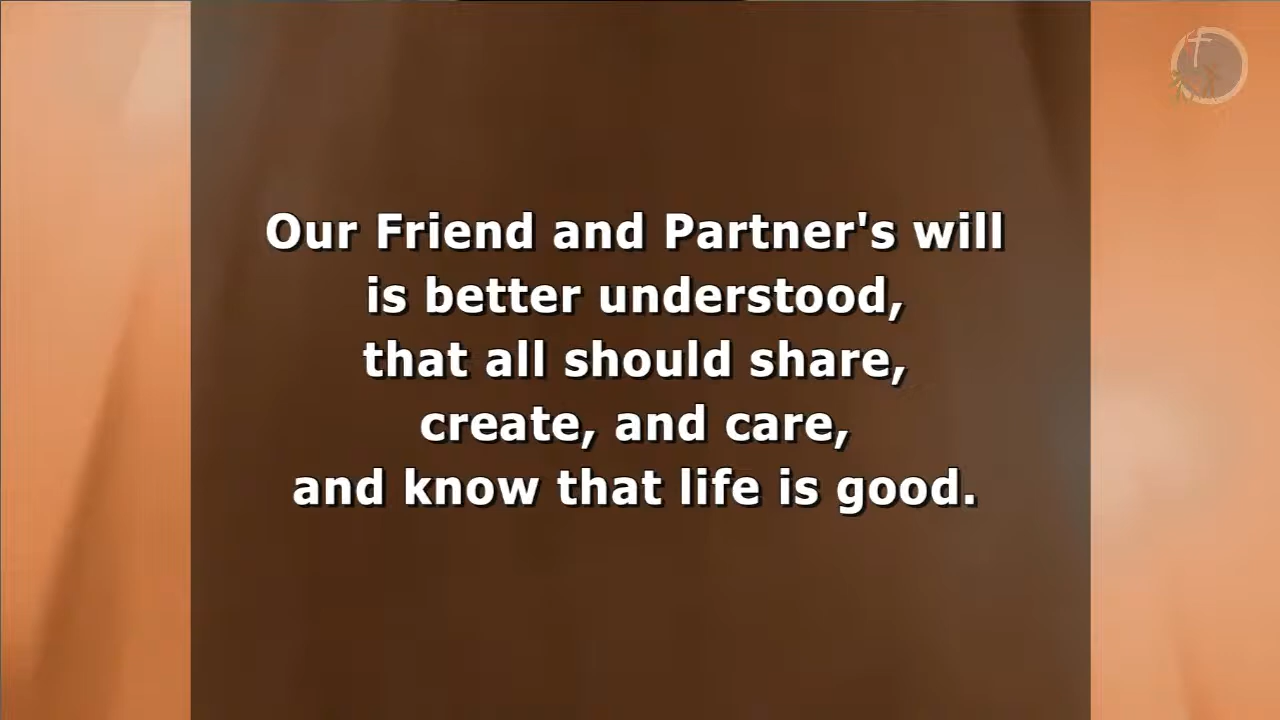 Our Friend and Partner's will
is better understood,
that all should share,
create, and care,
and know that life is good.